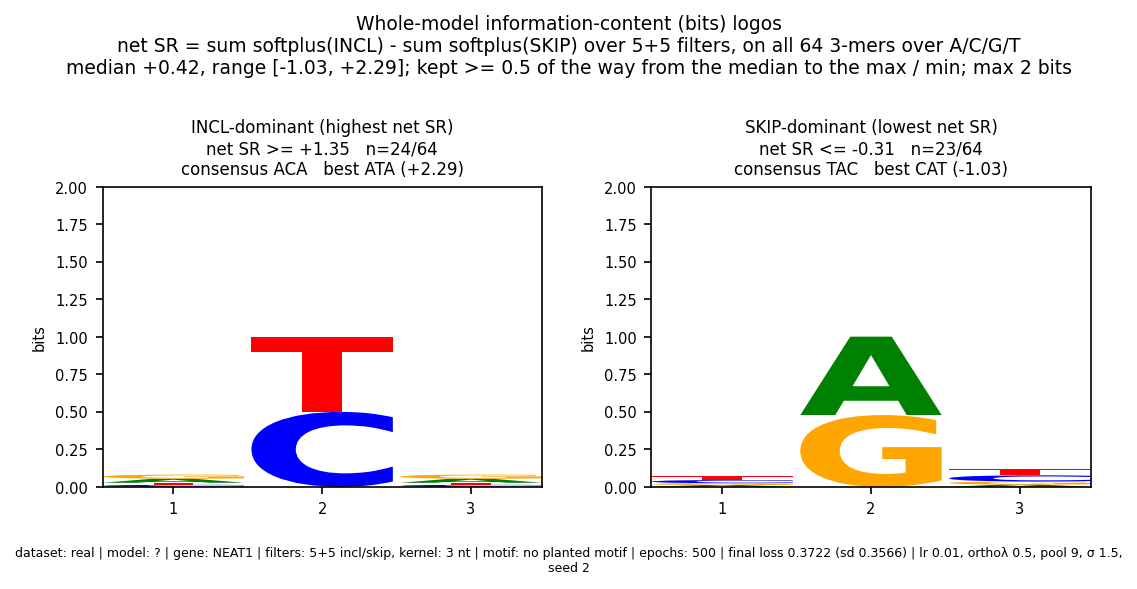 Whole-model information-content (bits) logos
net SR = sum softplus(INCL) - sum softplus(SKIP) over 5+5 filters, on all 64 3-mers over A/C/G/T
median +0.42, range [-1.03, +2.29]; kept >= 0.5 of the way from the median to the max / min; max 2 bits
INCL-dominant (highest net SR)
net SR >= +1.35   n=24/64
consensus ACA   best ATA (+2.29)
2.00
1.75
1.50
1.25
1.00
0.75
0.50
0.25
0.00
bits
T
C
G
A
C
T
G
A
C
T
1
2
3
SKIP-dominant (lowest net SR)
net SR <= -0.31   n=23/64
consensus TAC   best CAT (-1.03)
2.00
1.75
1.50
1.25
1.00
0.75
0.50
0.25
0.00
bits
A
G
T
C
T
C
1
2
3
dataset: real | model: ? | gene: NEAT1 | filters: 5+5 incl/skip, kernel: 3 nt | motif: no planted motif | epochs: 500 | final loss 0.3722 (sd 0.3566) | lr 0.01, orthoλ 0.5, pool 9, σ 1.5,
seed 2